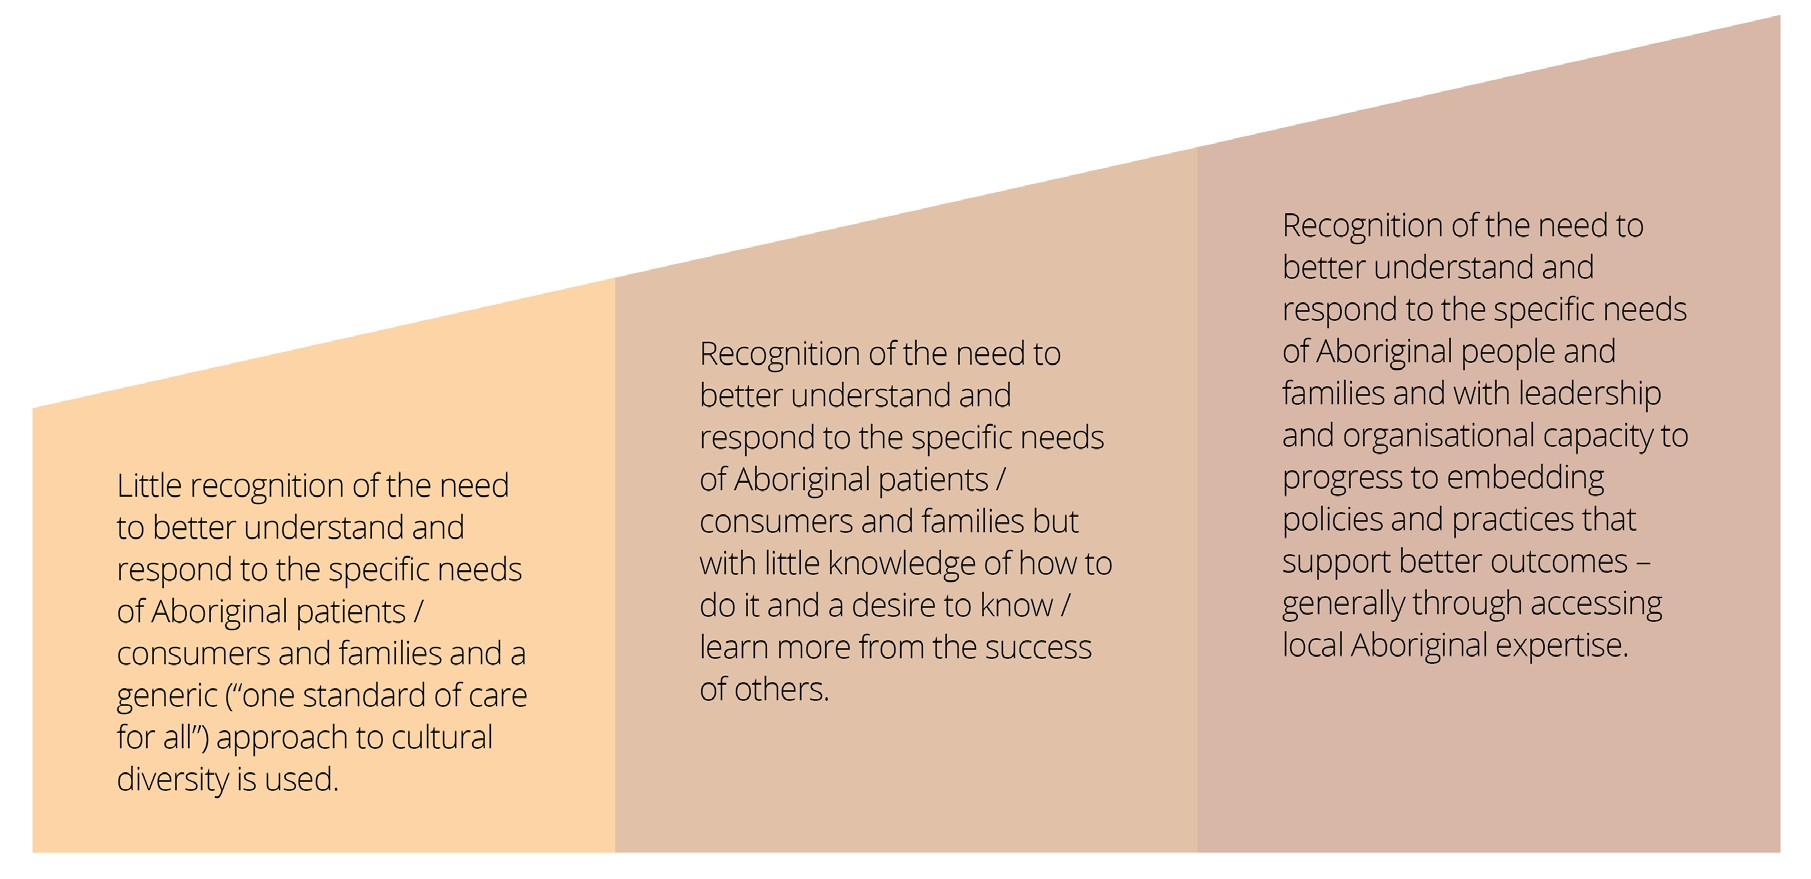 Little recognition of the need
to better understand and
respond to the specific needs
of Aboriginal patients /
consumers and families and a
generic (“one standard of care
for all”) approach to cultural
diversity is used.
Recognition of the need to
better understand and
respond to the specific needs
of Aboriginal patients /
consumers and families but
with little knowledge of how to
do it and a desire to know /
learn more from the success
of others.
Recognition of the need to
better understand and
respond to the specific needs
of Aboriginal people and
families and with leadership
and organisational capacity to
progress to embedding
policies and practices that
support better outcomes –
generally through accessing
local Aboriginal expertise.